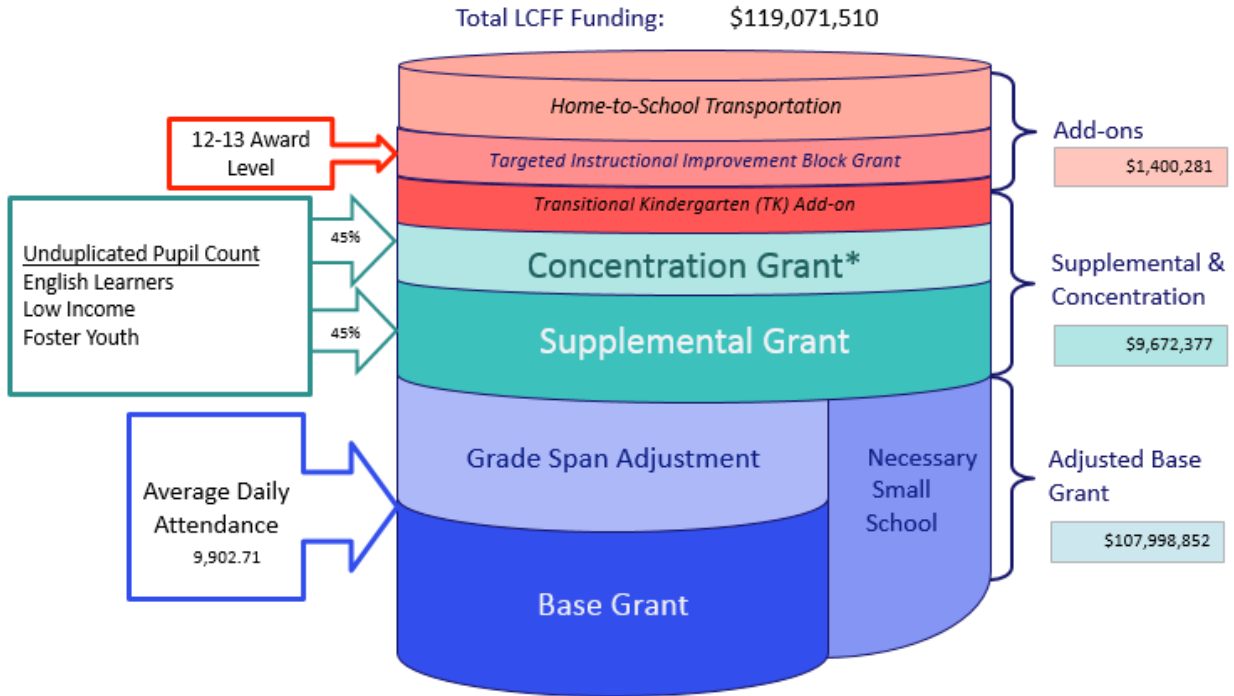 Total LCFF Funding: $119,071,510
Home-to-School Transportation
Targeted Instructional Improvement Block Grant
Transitional Kindergarten (TK) Add-on
Concentration Grant*
Supplemental Grant
Grade Span Adjustment
Base Grant
Necessary
Small
School
12-13 Award
Level
Unduplicated Pupil Count
English Learners
Low Income
Foster Youth
45%
45%
Average Daily
Attendance
9,902.71
Add-ons
$1,400,281
Supplemental &
Concentration
$9,672,377
Adjusted Base
Grant
$107,998,852